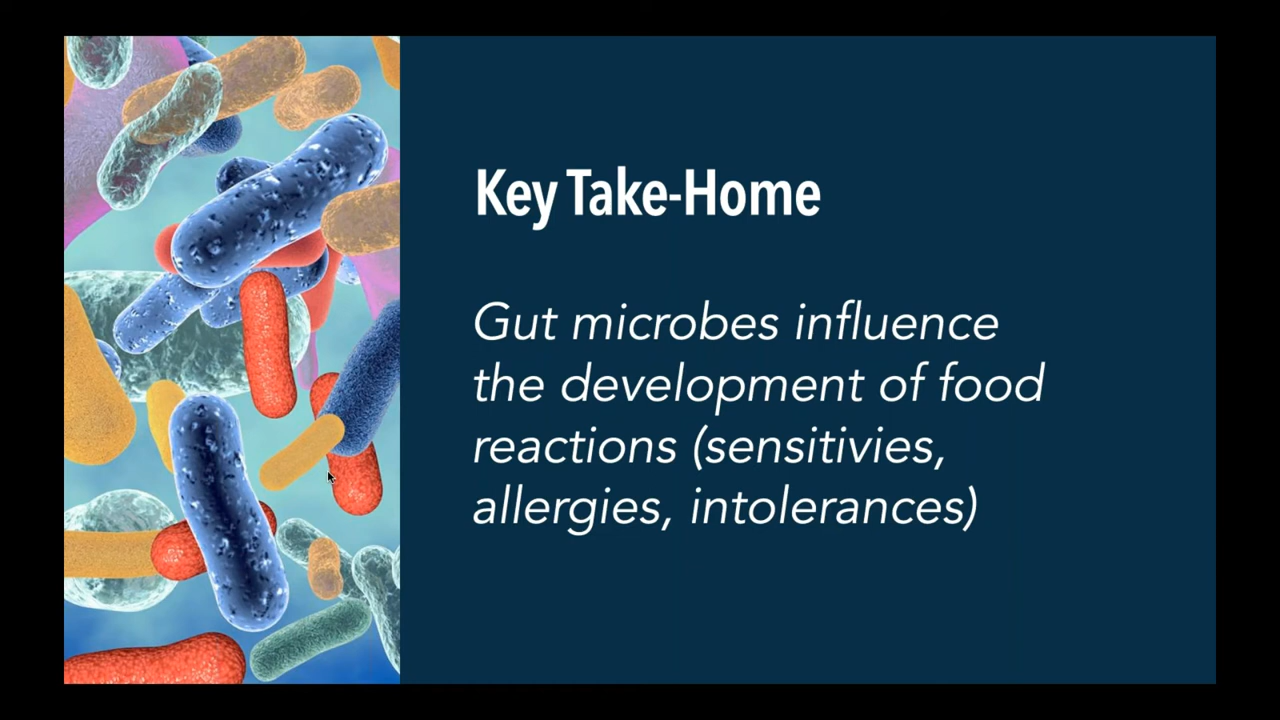 Key Take-Home
Gut microbes influence
the development of food
reactions (sensitivies,
allergies, intolerances)